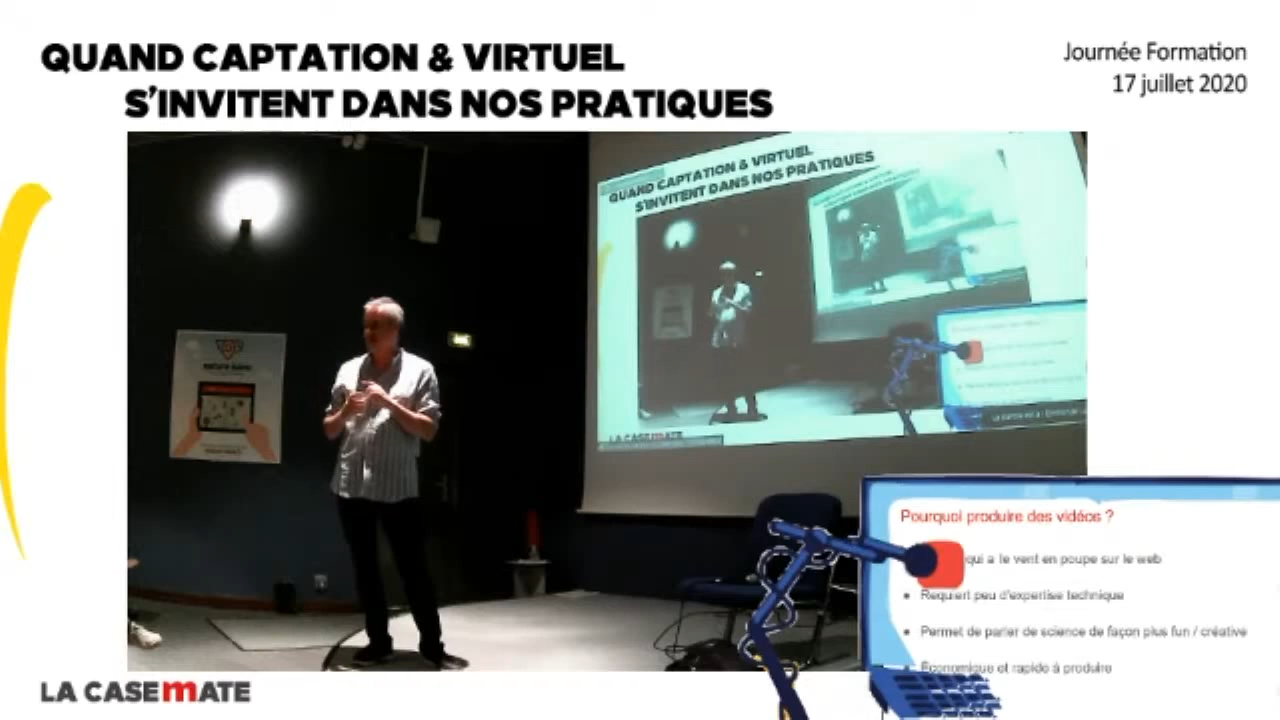 QUAND CAPTATION & VIRTUEL
S'INVITENT DANS NOS PRATIQUES
Journée Formation
17 juillet 2020
QUAND CAPTATION & VIRTUEL
S'INVITENT DANS NOS PRATIQUES
LA CASEMATE
Pourquoi produire des vidéos ?
qui a le vent en poupe sur le web
• Requiert peu d'expertise technique
• Permet de parler de science de façon plus fun / créative
• Économique et rapide à produire
LA CASEMATE